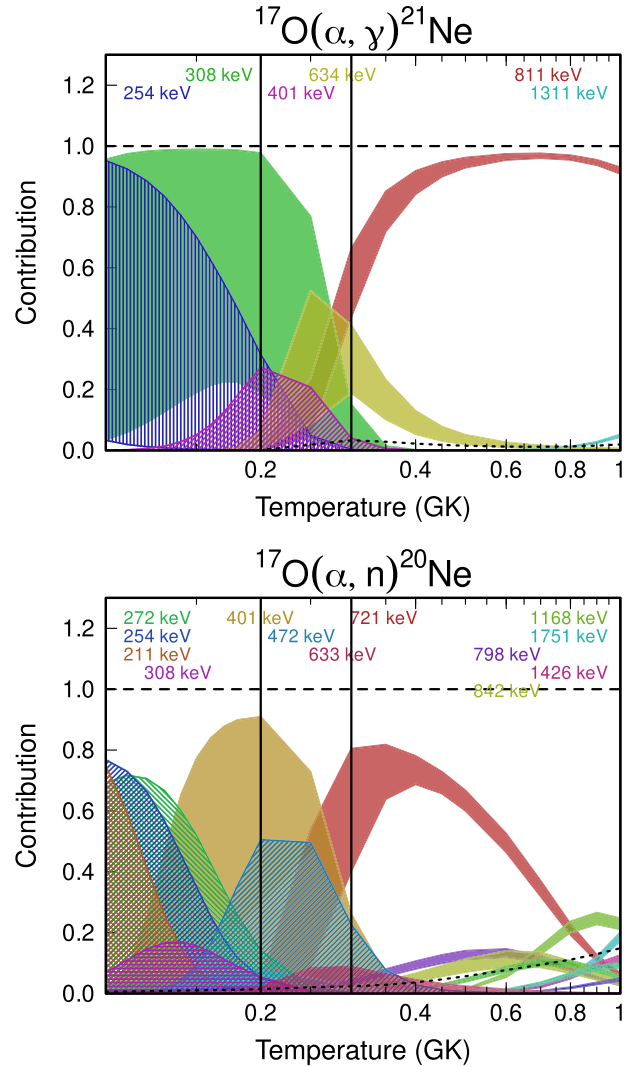 ¹⁷O(α, γ)²¹Ne
308 keV 634 keV 811 keV
254 keV 401 keV 1311 keV
1.2
1.0
0.8
0.6
0.4
0.2
0.0
Contribution
0.2 0.4 0.6 0.8 1
Temperature (GK)
¹⁷O(α, n)²⁰Ne
272 keV 401 keV 721 keV 1168 keV
254 keV 472 keV 1751 keV
211 keV 633 keV 798 keV
308 keV 1426 keV
842 keV
1.2
1.0
0.8
0.6
0.4
0.2
0.0
Contribution
0.2 0.4 0.6 0.8 1
Temperature (GK)